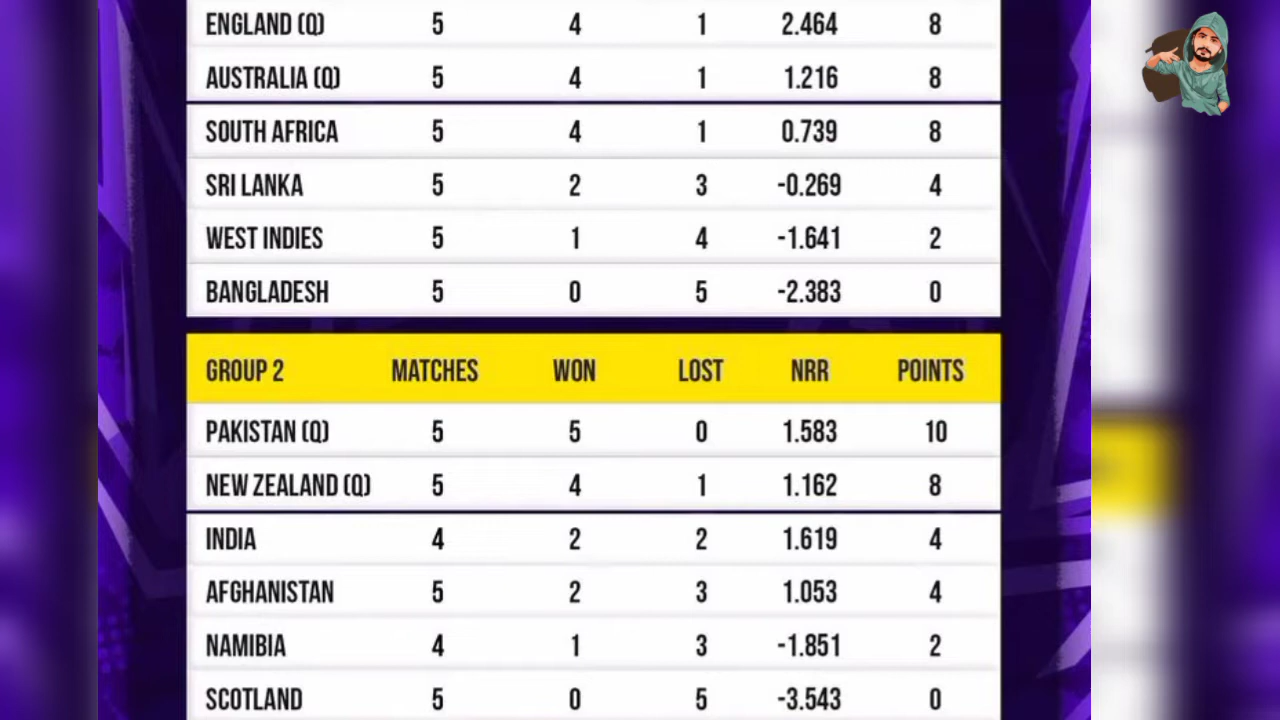 ENGLAND (Q) 5 4 1 2.464 8
AUSTRALIA (Q) 5 4 1 1.216 8
SOUTH AFRICA 5 4 1 0.739 8
SRI LANKA 5 2 3 -0.269 4
WEST INDIES 5 1 4 -1.641 2
BANGLADESH 5 0 5 -2.383 0
GROUP 2 MATCHES WON LOST NRR POINTS
PAKISTAN (Q) 5 5 0 1.583 10
NEW ZEALAND (Q) 5 4 1 1.162 8
INDIA 4 2 2 1.619 4
AFGHANISTAN 5 2 3 1.053 4
NAMIBIA 4 1 3 -1.851 2
SCOTLAND 5 0 5 -3.543 0